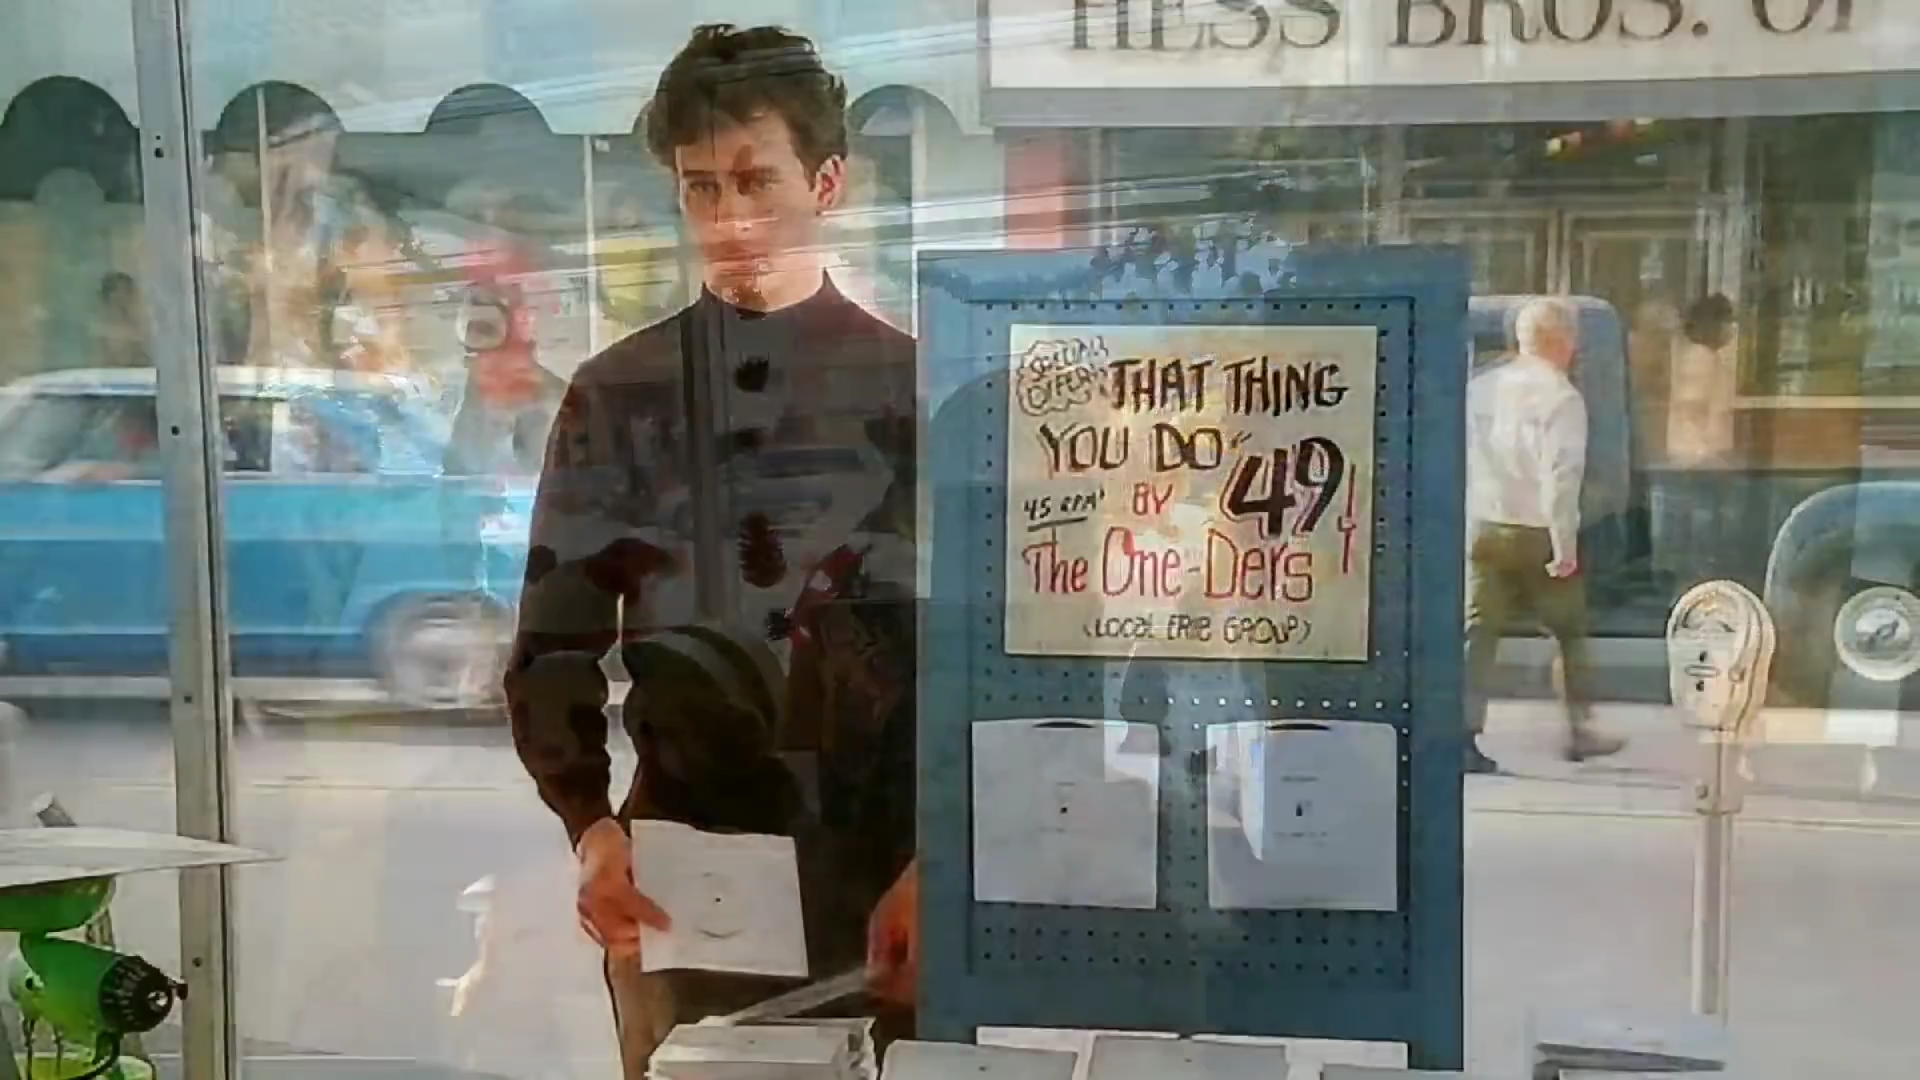 HESS BROS. OF
SPECIAL
OFFER
THAT THING
YOU DO"
49¢
45 RPM
BY
The One-Ders
(LOCAL ERIE GROUP)